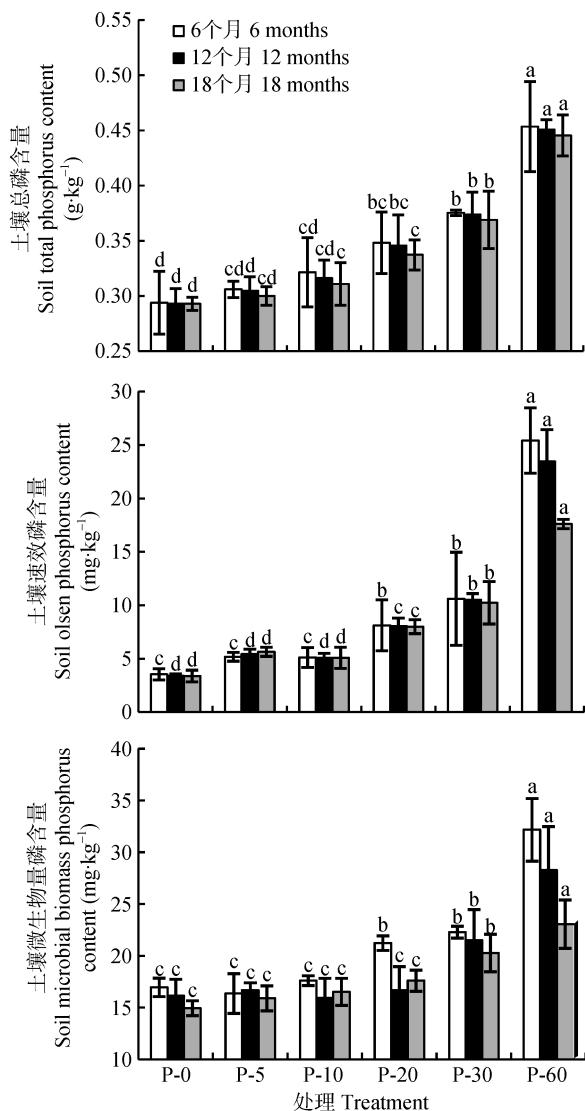 6个月 6 months
12个月 12 months
18个月 18 months
土壤总磷含量
Soil total phosphorus content
(g·kg⁻¹)
0.55
0.50
0.45
0.40
0.35
0.30
0.25
d d d
cd cd cd
cd cd c
bc bc c
b b b
a a a
土壤速效磷含量
Soil olsen phosphorus content
(mg·kg⁻¹)
30
25
20
15
10
5
0
c d d
c d d
c d d
b c c
b b b
a a a
土壤微生物量磷含量
Soil microbial biomass phosphorus
content (mg·kg⁻¹)
40
35
30
25
20
15
10
c c c
c c c
c c c
b c c
b b b
a a a
P-0 P-5 P-10 P-20 P-30 P-60
处理 Treatment